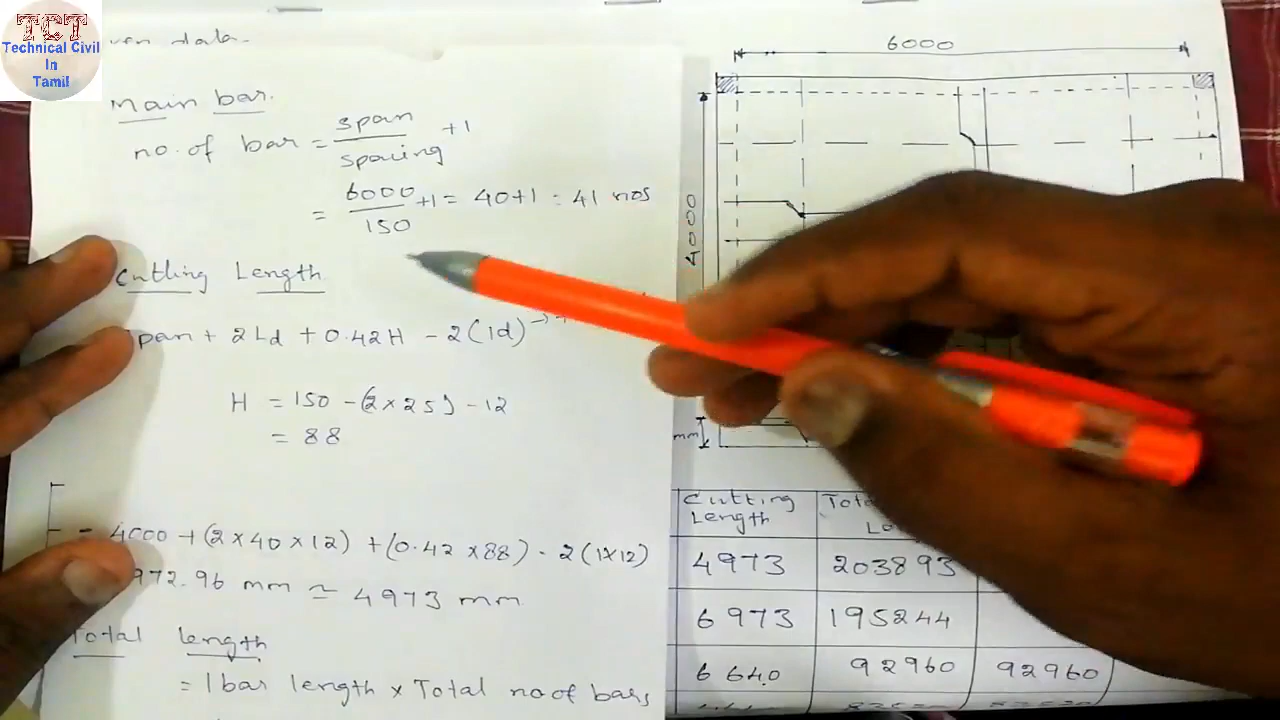 TCT
Technical Civil
In
Tamil
data.
Main bar.
no. of bar = span / spacing +1
= 6000 / 150 +1 = 40+1 = 41 nos
Cutting Length
span + 2Ld + 0.42H - 2(1d) →
H = 150 - (2×25) - 12
= 88
= 4000 + (2×40×12) + (0.42×88) - 2(1×12)
972.96 mm ≃ 4973 mm
Total length
= 1 bar length × Total no of bars
6000
4000
mm
Cutting Length
4973 203893
6973 195244
6640 92960 92960